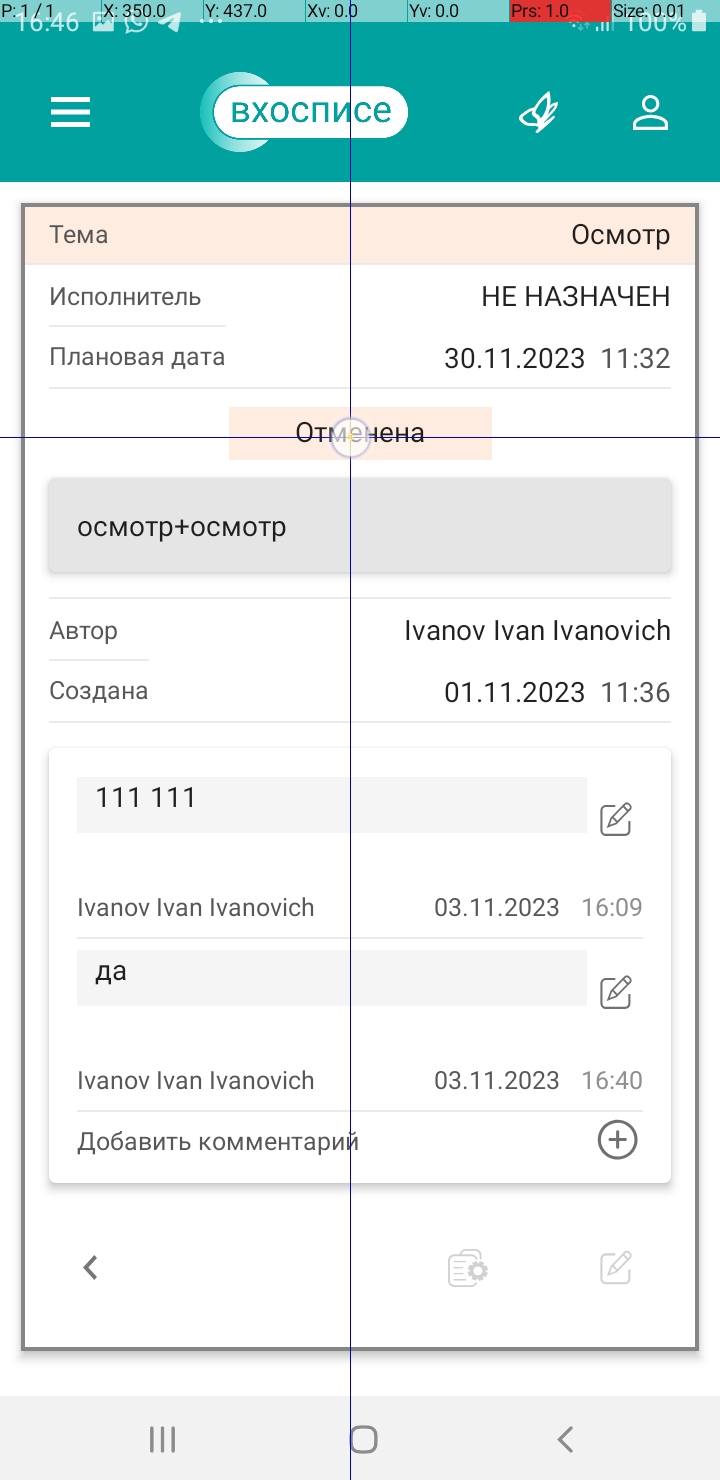 P: 1 / 1 X: 350.0 Y: 437.0 Xv: 0.0 Yv: 0.0 Prs: 1.0 Size: 0.01
16:46 100%
вхосписе
Тема Осмотр
Исполнитель НЕ НАЗНАЧЕН
Плановая дата 30.11.2023 11:32
Отменена
осмотр+осмотр
Автор Ivanov Ivan Ivanovich
Создана 01.11.2023 11:36
111 111
Ivanov Ivan Ivanovich 03.11.2023 16:09
да
Ivanov Ivan Ivanovich 03.11.2023 16:40
Добавить комментарий